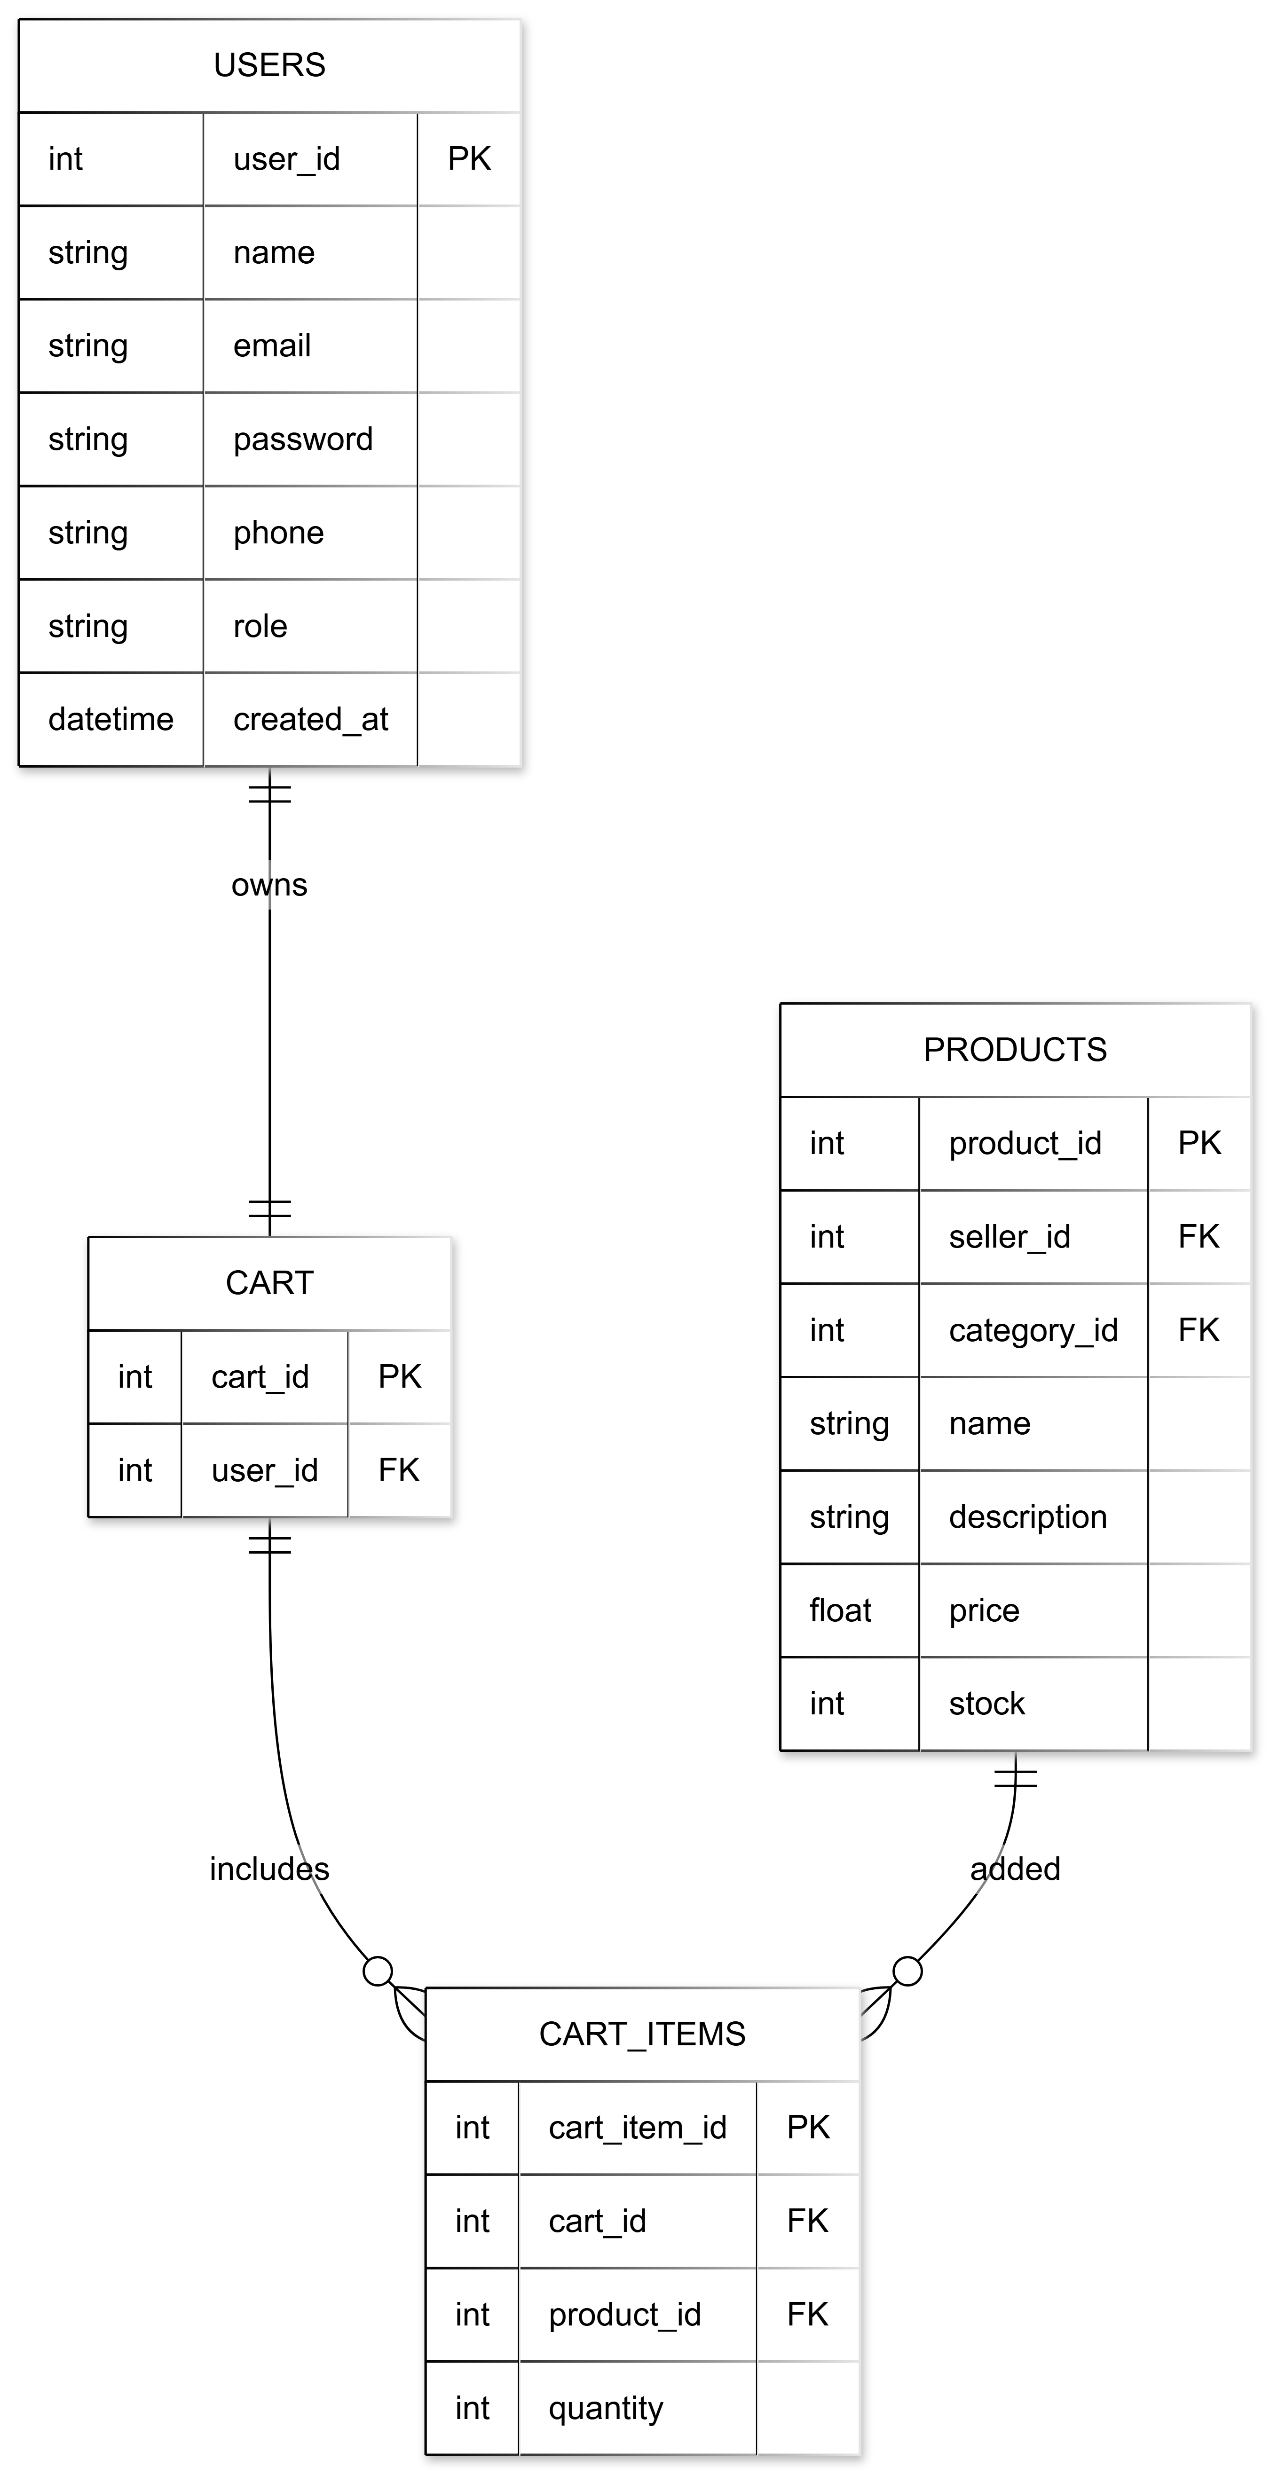 USERS
int user_id PK
string name
string email
string password
string phone
string role
datetime created_at
owns
CART
int cart_id PK
int user_id FK
PRODUCTS
int product_id PK
int seller_id FK
int category_id FK
string name
string description
float price
int stock
includes
added
CART_ITEMS
int cart_item_id PK
int cart_id FK
int product_id FK
int quantity